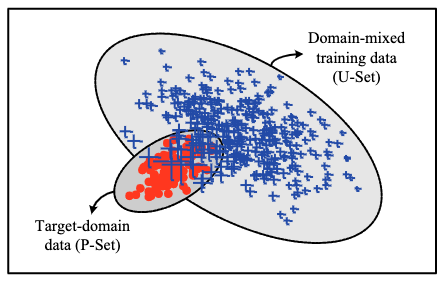 Domain-mixed
training data
(U-Set)
Target-domain
data (P-Set)